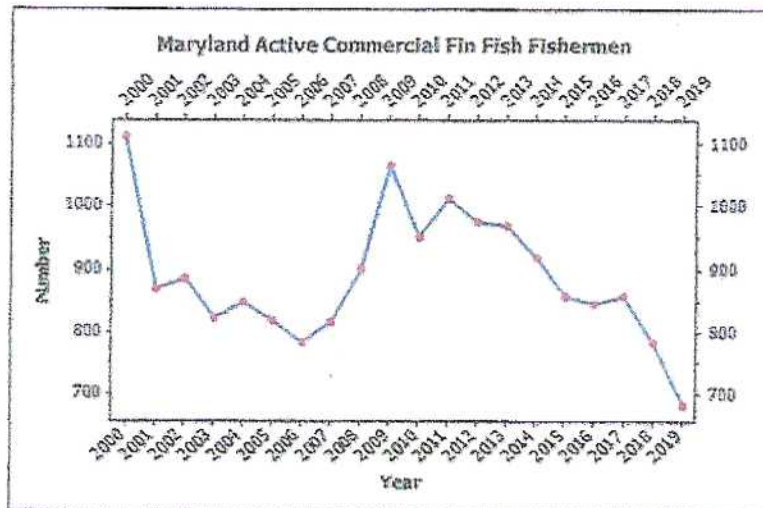 Maryland Active Commercial Fin Fish Fishermen
2000 2001 2002 2003 2004 2005 2006 2007 2008 2009 2010 2011 2012 2013 2014 2015 2016 2017 2018 2019
1100 1100
1000 1000
900 900
Number
800 800
700 700
2000 2001 2002 2003 2004 2005 2006 2007 2008 2009 2010 2011 2012 2013 2014 2015 2016 2017 2018 2019
Year